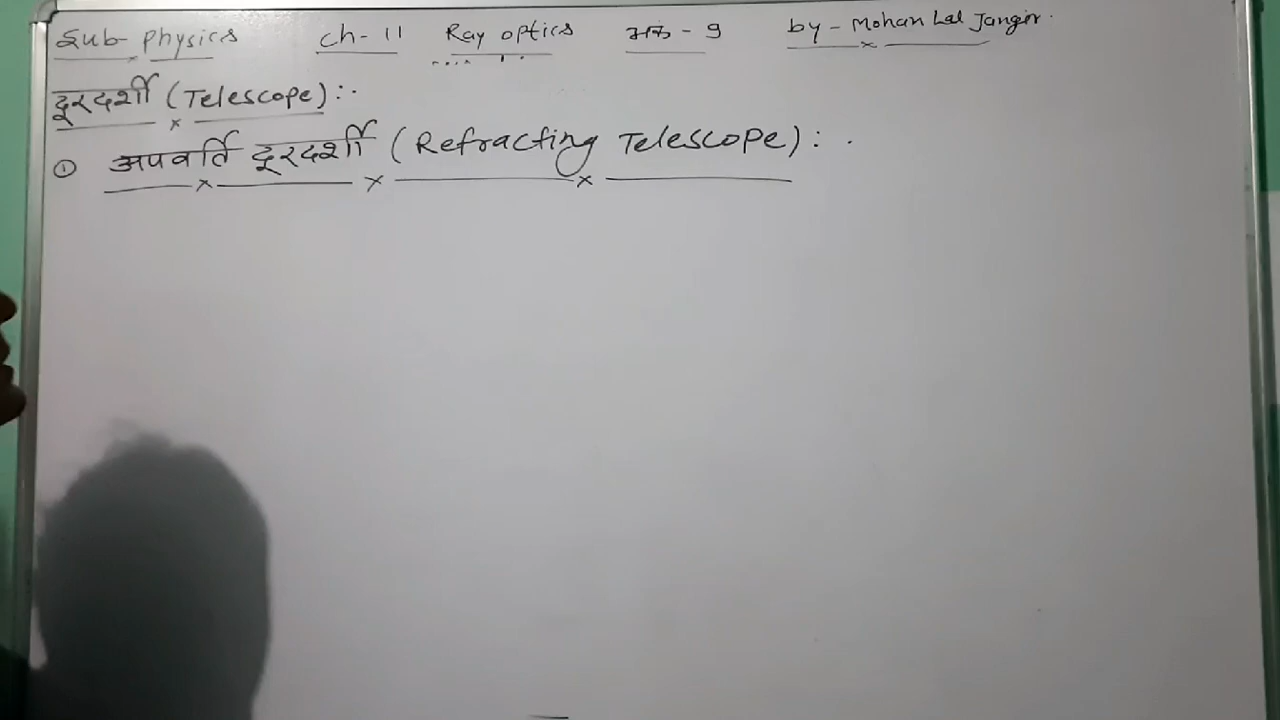 Sub- Physics ch- 11 Ray optics अंक - 9 by - Mohan Lal Jangir.
दूरदर्शी (Telescope) :-
① अपवर्ति दूरदर्शी (Refracting Telescope) : -